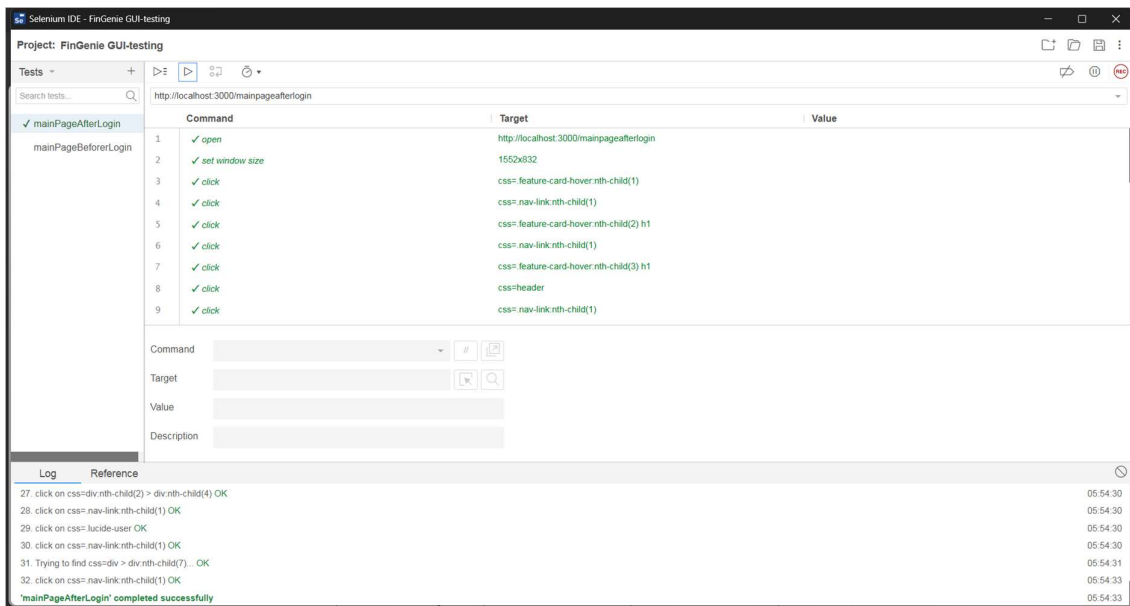 Selenium IDE - FinGenie GUI-testing
Project: FinGenie GUI-testing
Tests
REC
Search tests...
http://localhost:3000/mainpageafterlogin
✓ mainPageAfterLogin
mainPageBeforerLogin
Command Target Value
1 ✓ open http://localhost:3000/mainpageafterlogin
2 ✓ set window size 1552x832
3 ✓ click css=.feature-card-hover:nth-child(1)
4 ✓ click css=.nav-link:nth-child(1)
5 ✓ click css=.feature-card-hover:nth-child(2) h1
6 ✓ click css=.nav-link:nth-child(1)
7 ✓ click css=.feature-card-hover:nth-child(3) h1
8 ✓ click css=header
9 ✓ click css=.nav-link:nth-child(1)
Command //
Target
Value
Description
Log Reference
27. click on css=div:nth-child(2) > div:nth-child(4) OK 05:54:30
28. click on css=.nav-link:nth-child(1) OK 05:54:30
29. click on css=.lucide-user OK 05:54:30
30. click on css=.nav-link:nth-child(1) OK 05:54:30
31. Trying to find css=div > div:nth-child(7)... OK 05:54:31
32. click on css=.nav-link:nth-child(1) OK 05:54:33
'mainPageAfterLogin' completed successfully 05:54:33